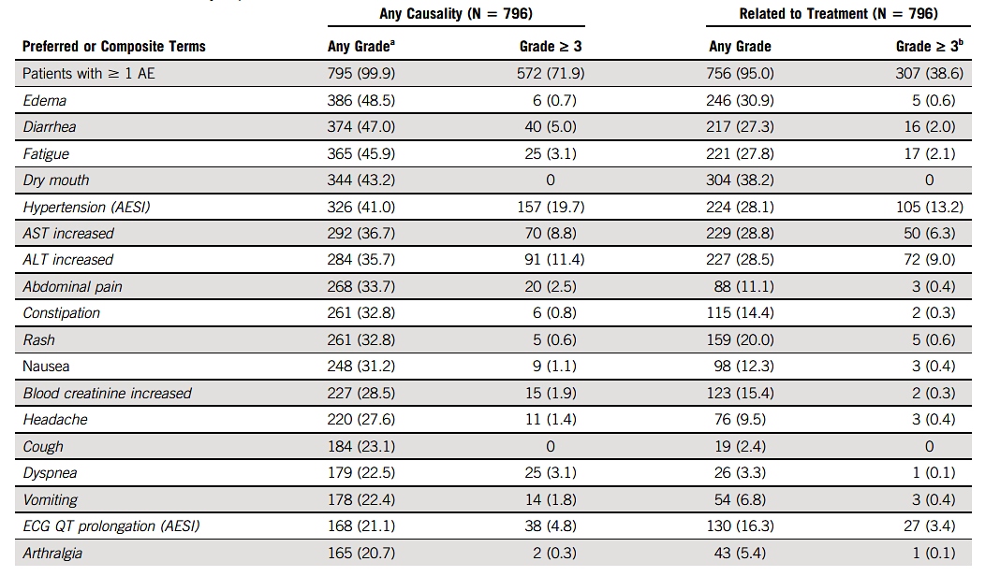 Any Causality (N = 796) Related to Treatment (N = 796)
Preferred or Composite Terms Any Gradeᵃ Grade ≥ 3 Any Grade Grade ≥ 3ᵇ
Patients with ≥ 1 AE 795 (99.9) 572 (71.9) 756 (95.0) 307 (38.6)
Edema 386 (48.5) 6 (0.7) 246 (30.9) 5 (0.6)
Diarrhea 374 (47.0) 40 (5.0) 217 (27.3) 16 (2.0)
Fatigue 365 (45.9) 25 (3.1) 221 (27.8) 17 (2.1)
Dry mouth 344 (43.2) 0 304 (38.2) 0
Hypertension (AESI) 326 (41.0) 157 (19.7) 224 (28.1) 105 (13.2)
AST increased 292 (36.7) 70 (8.8) 229 (28.8) 50 (6.3)
ALT increased 284 (35.7) 91 (11.4) 227 (28.5) 72 (9.0)
Abdominal pain 268 (33.7) 20 (2.5) 88 (11.1) 3 (0.4)
Constipation 261 (32.8) 6 (0.8) 115 (14.4) 2 (0.3)
Rash 261 (32.8) 5 (0.6) 159 (20.0) 5 (0.6)
Nausea 248 (31.2) 9 (1.1) 98 (12.3) 3 (0.4)
Blood creatinine increased 227 (28.5) 15 (1.9) 123 (15.4) 2 (0.3)
Headache 220 (27.6) 11 (1.4) 76 (9.5) 3 (0.4)
Cough 184 (23.1) 0 19 (2.4) 0
Dyspnea 179 (22.5) 25 (3.1) 26 (3.3) 1 (0.1)
Vomiting 178 (22.4) 14 (1.8) 54 (6.8) 3 (0.4)
ECG QT prolongation (AESI) 168 (21.1) 38 (4.8) 130 (16.3) 27 (3.4)
Arthralgia 165 (20.7) 2 (0.3) 43 (5.4) 1 (0.1)